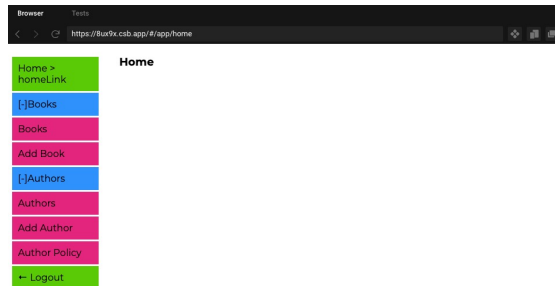 Browser Tests
https://8ux9x.csb.app/#/app/home
Home >
homeLink
Home
[-]Books
Books
Add Book
[-]Authors
Authors
Add Author
Author Policy
← Logout